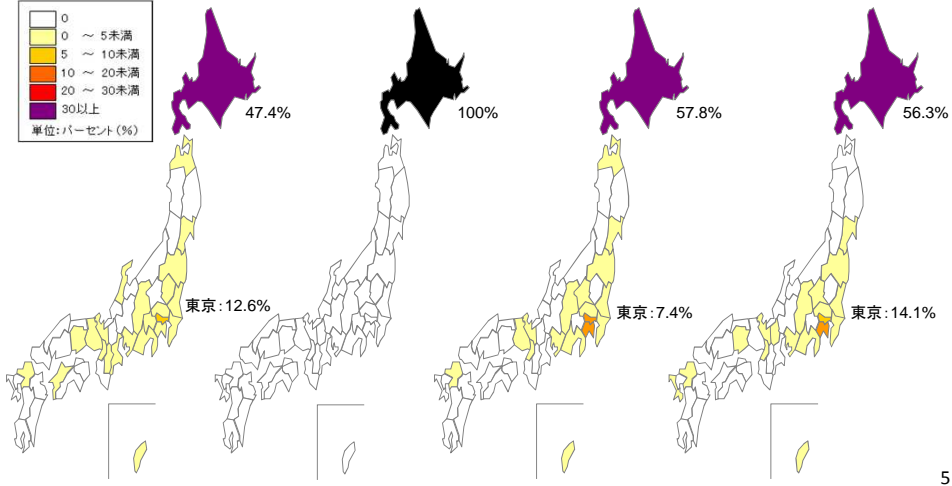 0
0 ～ 5未満
5 ～ 10未満
10 ～ 20未満
20 ～ 30未満
30以上
単位:パーセント(%)
47.4%
100%
57.8%
56.3%
東京:12.6%
東京:7.4%
東京:14.1%
5